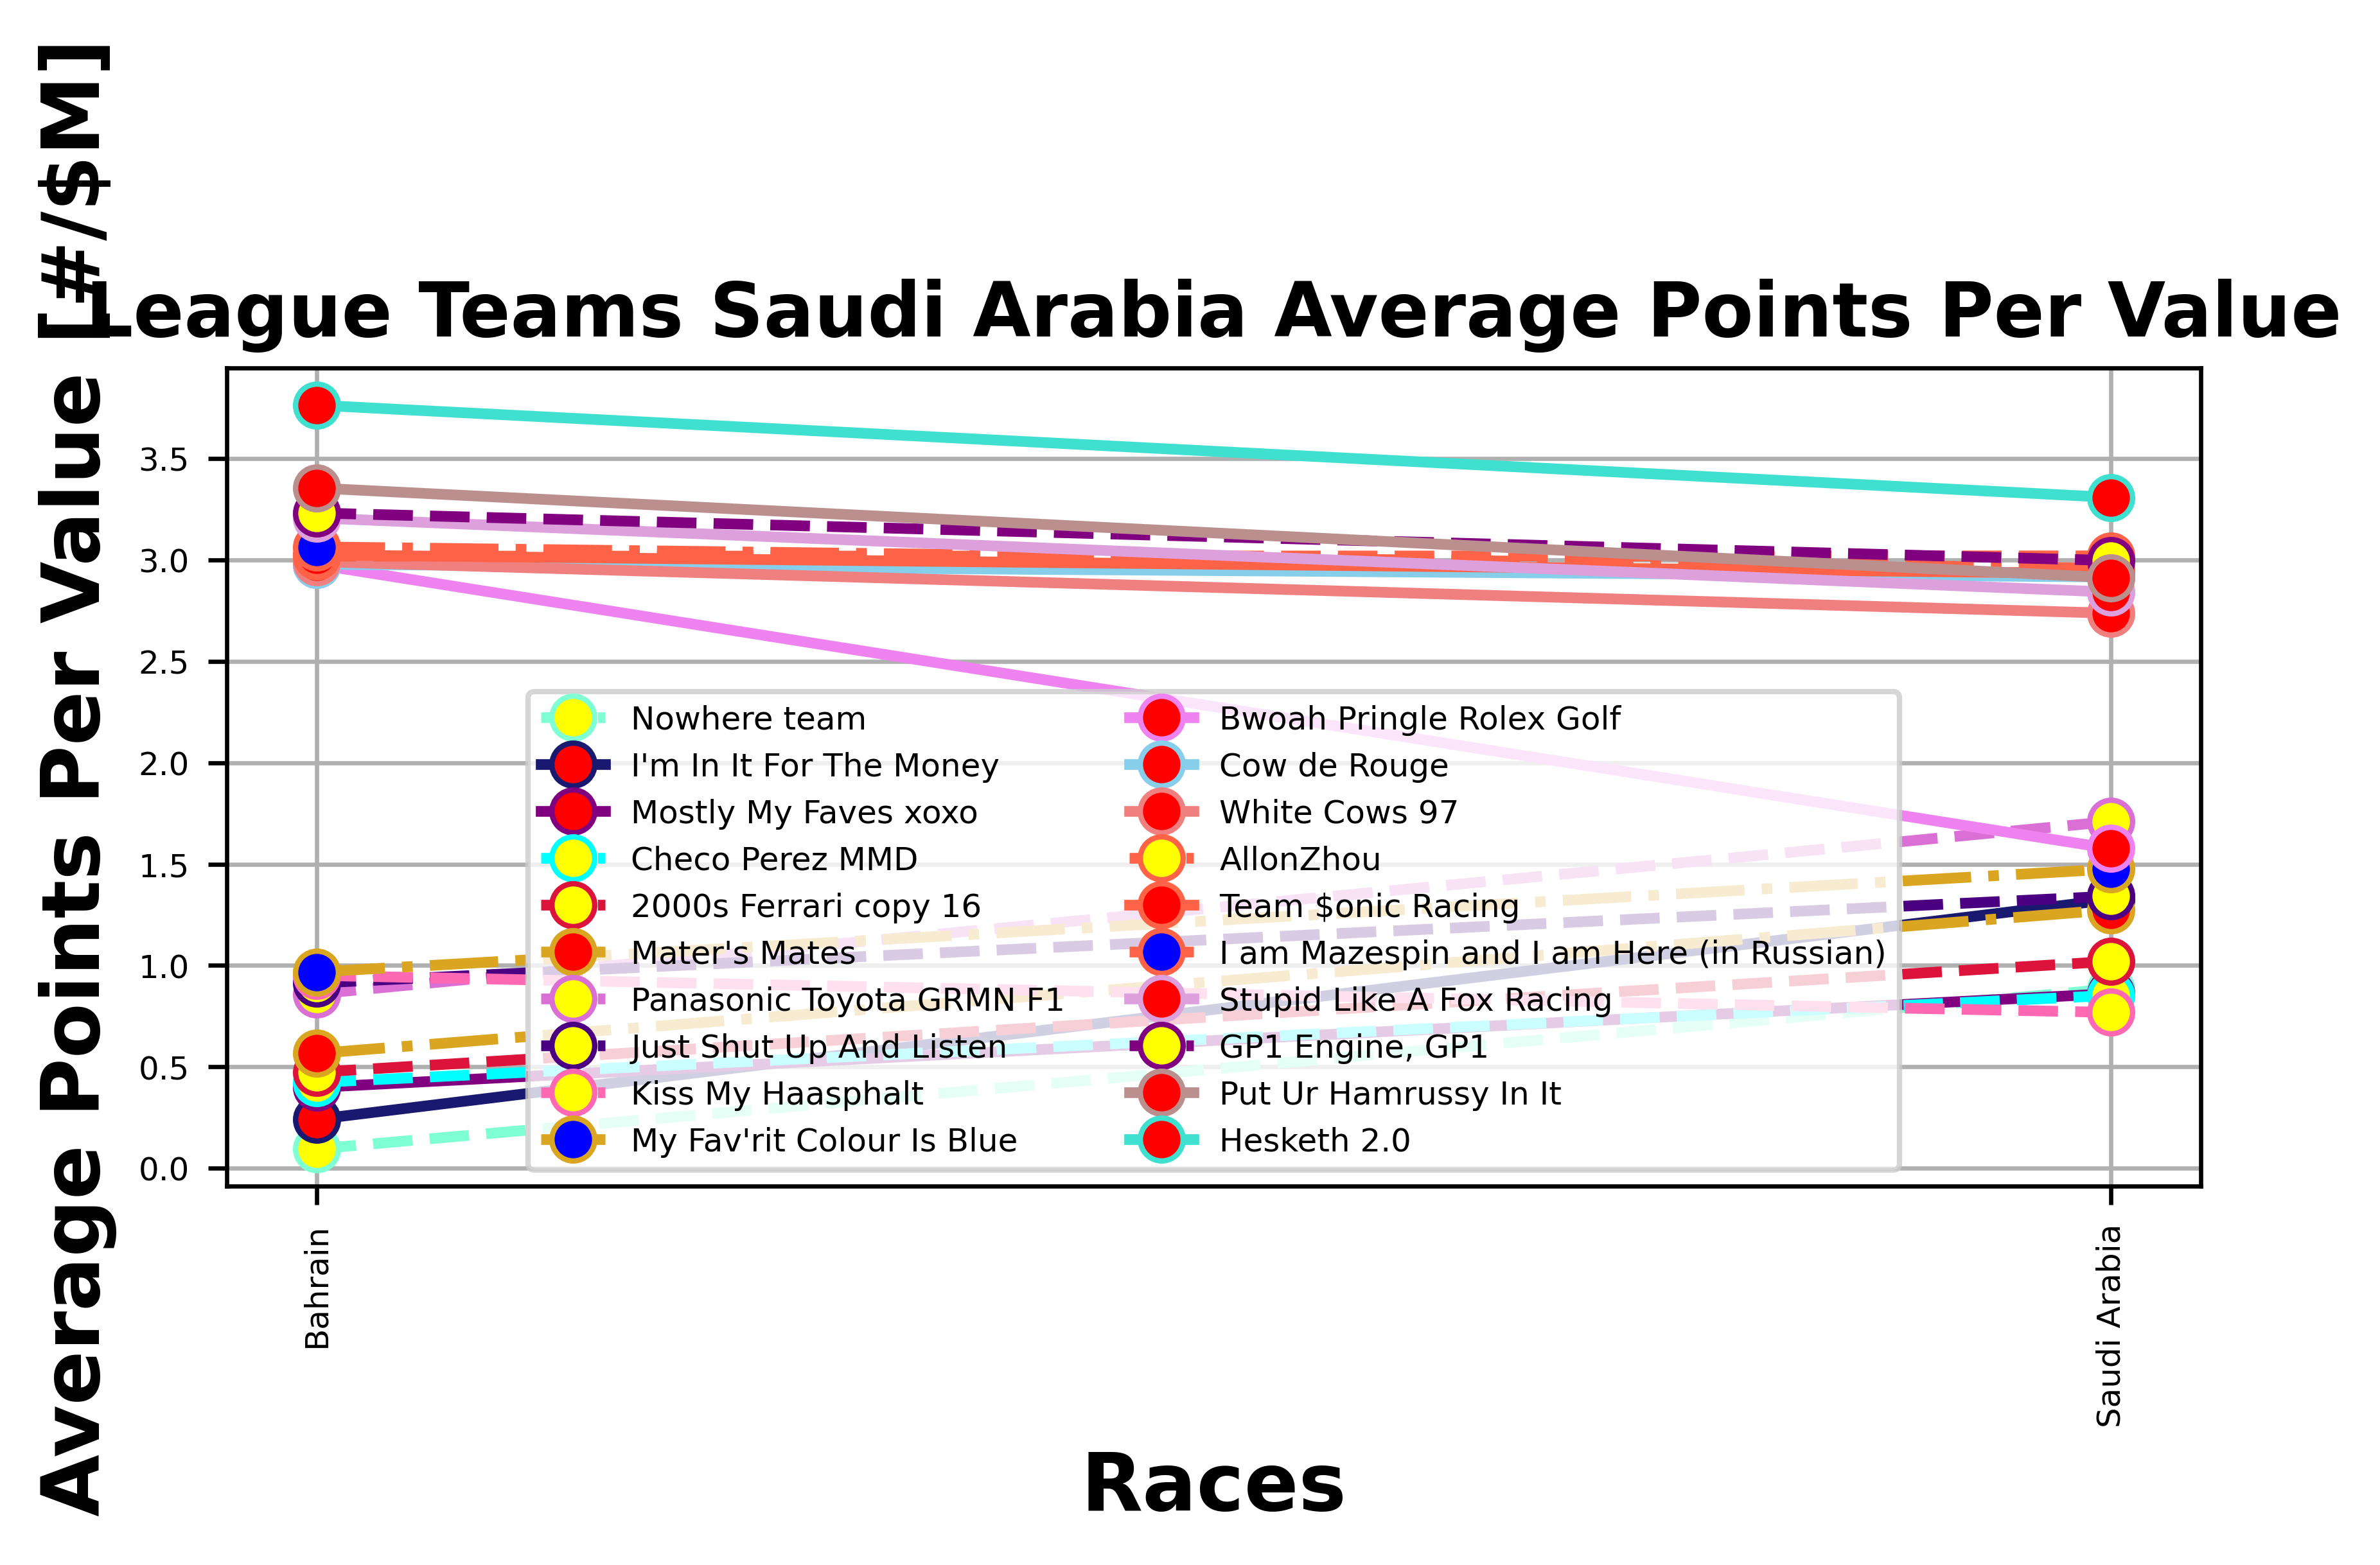 League Teams Saudi Arabia Average Points Per Value
Average Points Per Value [#/$M]
3.5
3.0
2.5
2.0
1.5
1.0
0.5
0.0
Nowhere team
I'm In It For The Money
Mostly My Faves xoxo
Checo Perez MMD
2000s Ferrari copy 16
Mater's Mates
Panasonic Toyota GRMN F1
Just Shut Up And Listen
Kiss My Haasphalt
My Fav'rit Colour Is Blue
Bwoah Pringle Rolex Golf
Cow de Rouge
White Cows 97
AllonZhou
Team $onic Racing
I am Mazespin and I am Here (in Russian)
Stupid Like A Fox Racing
GP1 Engine, GP1
Put Ur Hamrussy In It
Hesketh 2.0
Bahrain
Saudi Arabia
Races